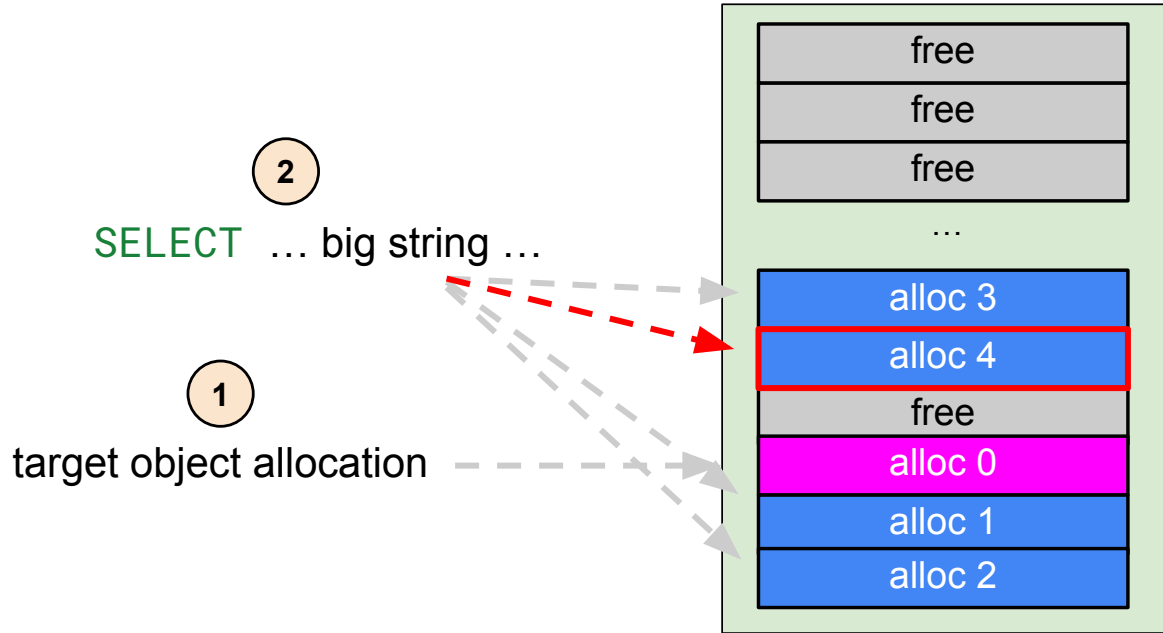 2
SELECT … big string …
1
target object allocation
free
free
free
…
alloc 3
alloc 4
free
alloc 0
alloc 1
alloc 2